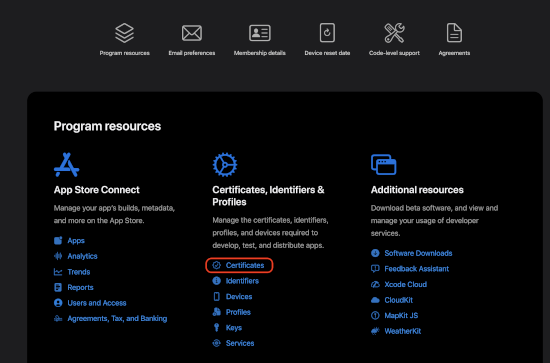 Program resources
Email preferences
Membership details
Device reset date
Code-level support
Agreements
Program resources
App Store Connect
Manage your app's builds, metadata,
and more on the App Store.
Apps
Analytics
Trends
Reports
Users and Access
Agreements, Tax, and Banking
Certificates, Identifiers &
Profiles
Manage the certificates, identifiers,
profiles, and devices required to
develop, test, and distribute apps.
Certificates
Identifiers
Devices
Profiles
Keys
Services
Additional resources
Download beta software, and view and
manage your usage of developer
services.
Software Downloads
Feedback Assistant
Xcode Cloud
CloudKit
MapKit JS
WeatherKit